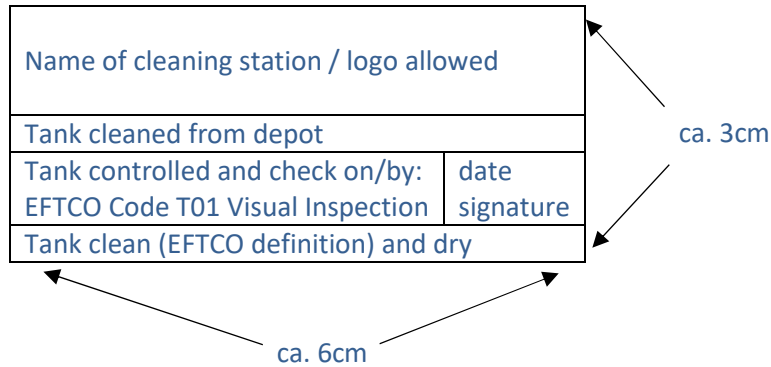 Name of cleaning station / logo allowed
Tank cleaned from depot
ca. 3cm
Tank controlled and check on/by: date
EFTCO Code T01 Visual Inspection signature
Tank clean (EFTCO definition) and dry
ca. 6cm